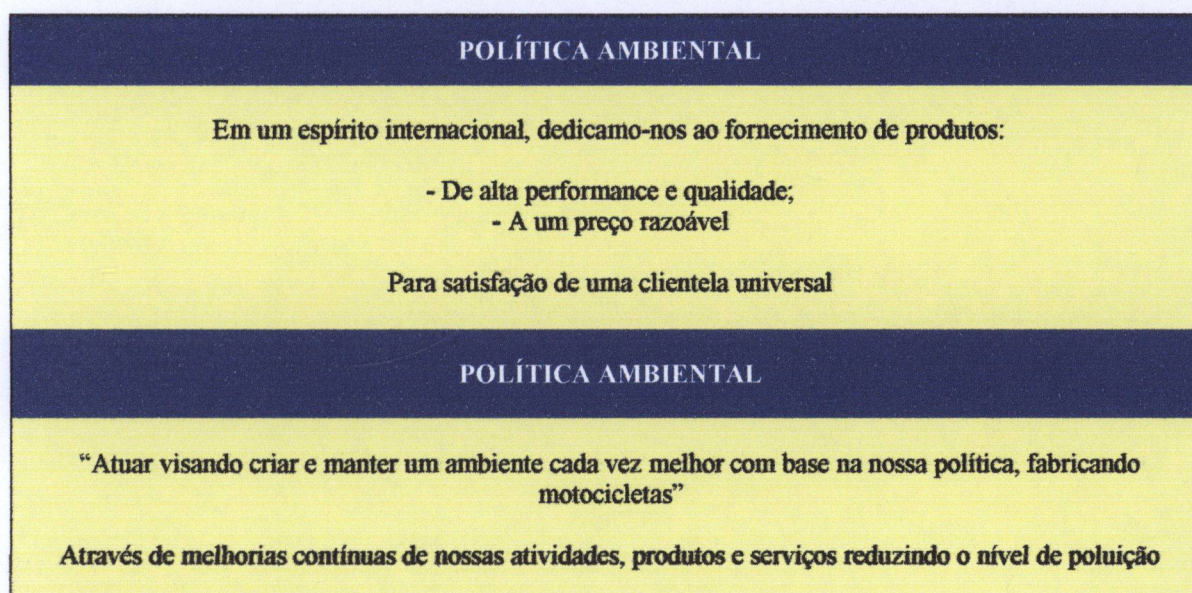 POLÍTICA AMBIENTAL
Em um espírito internacional, dedicamo-nos ao fornecimento de produtos:
- De alta performance e qualidade;
- A um preço razoável
Para satisfação de uma clientela universal
POLÍTICA AMBIENTAL
“Atuar visando criar e manter um ambiente cada vez melhor com base na nossa política, fabricando
motocicletas”
Através de melhorias contínuas de nossas atividades, produtos e serviços reduzindo o nível de poluição